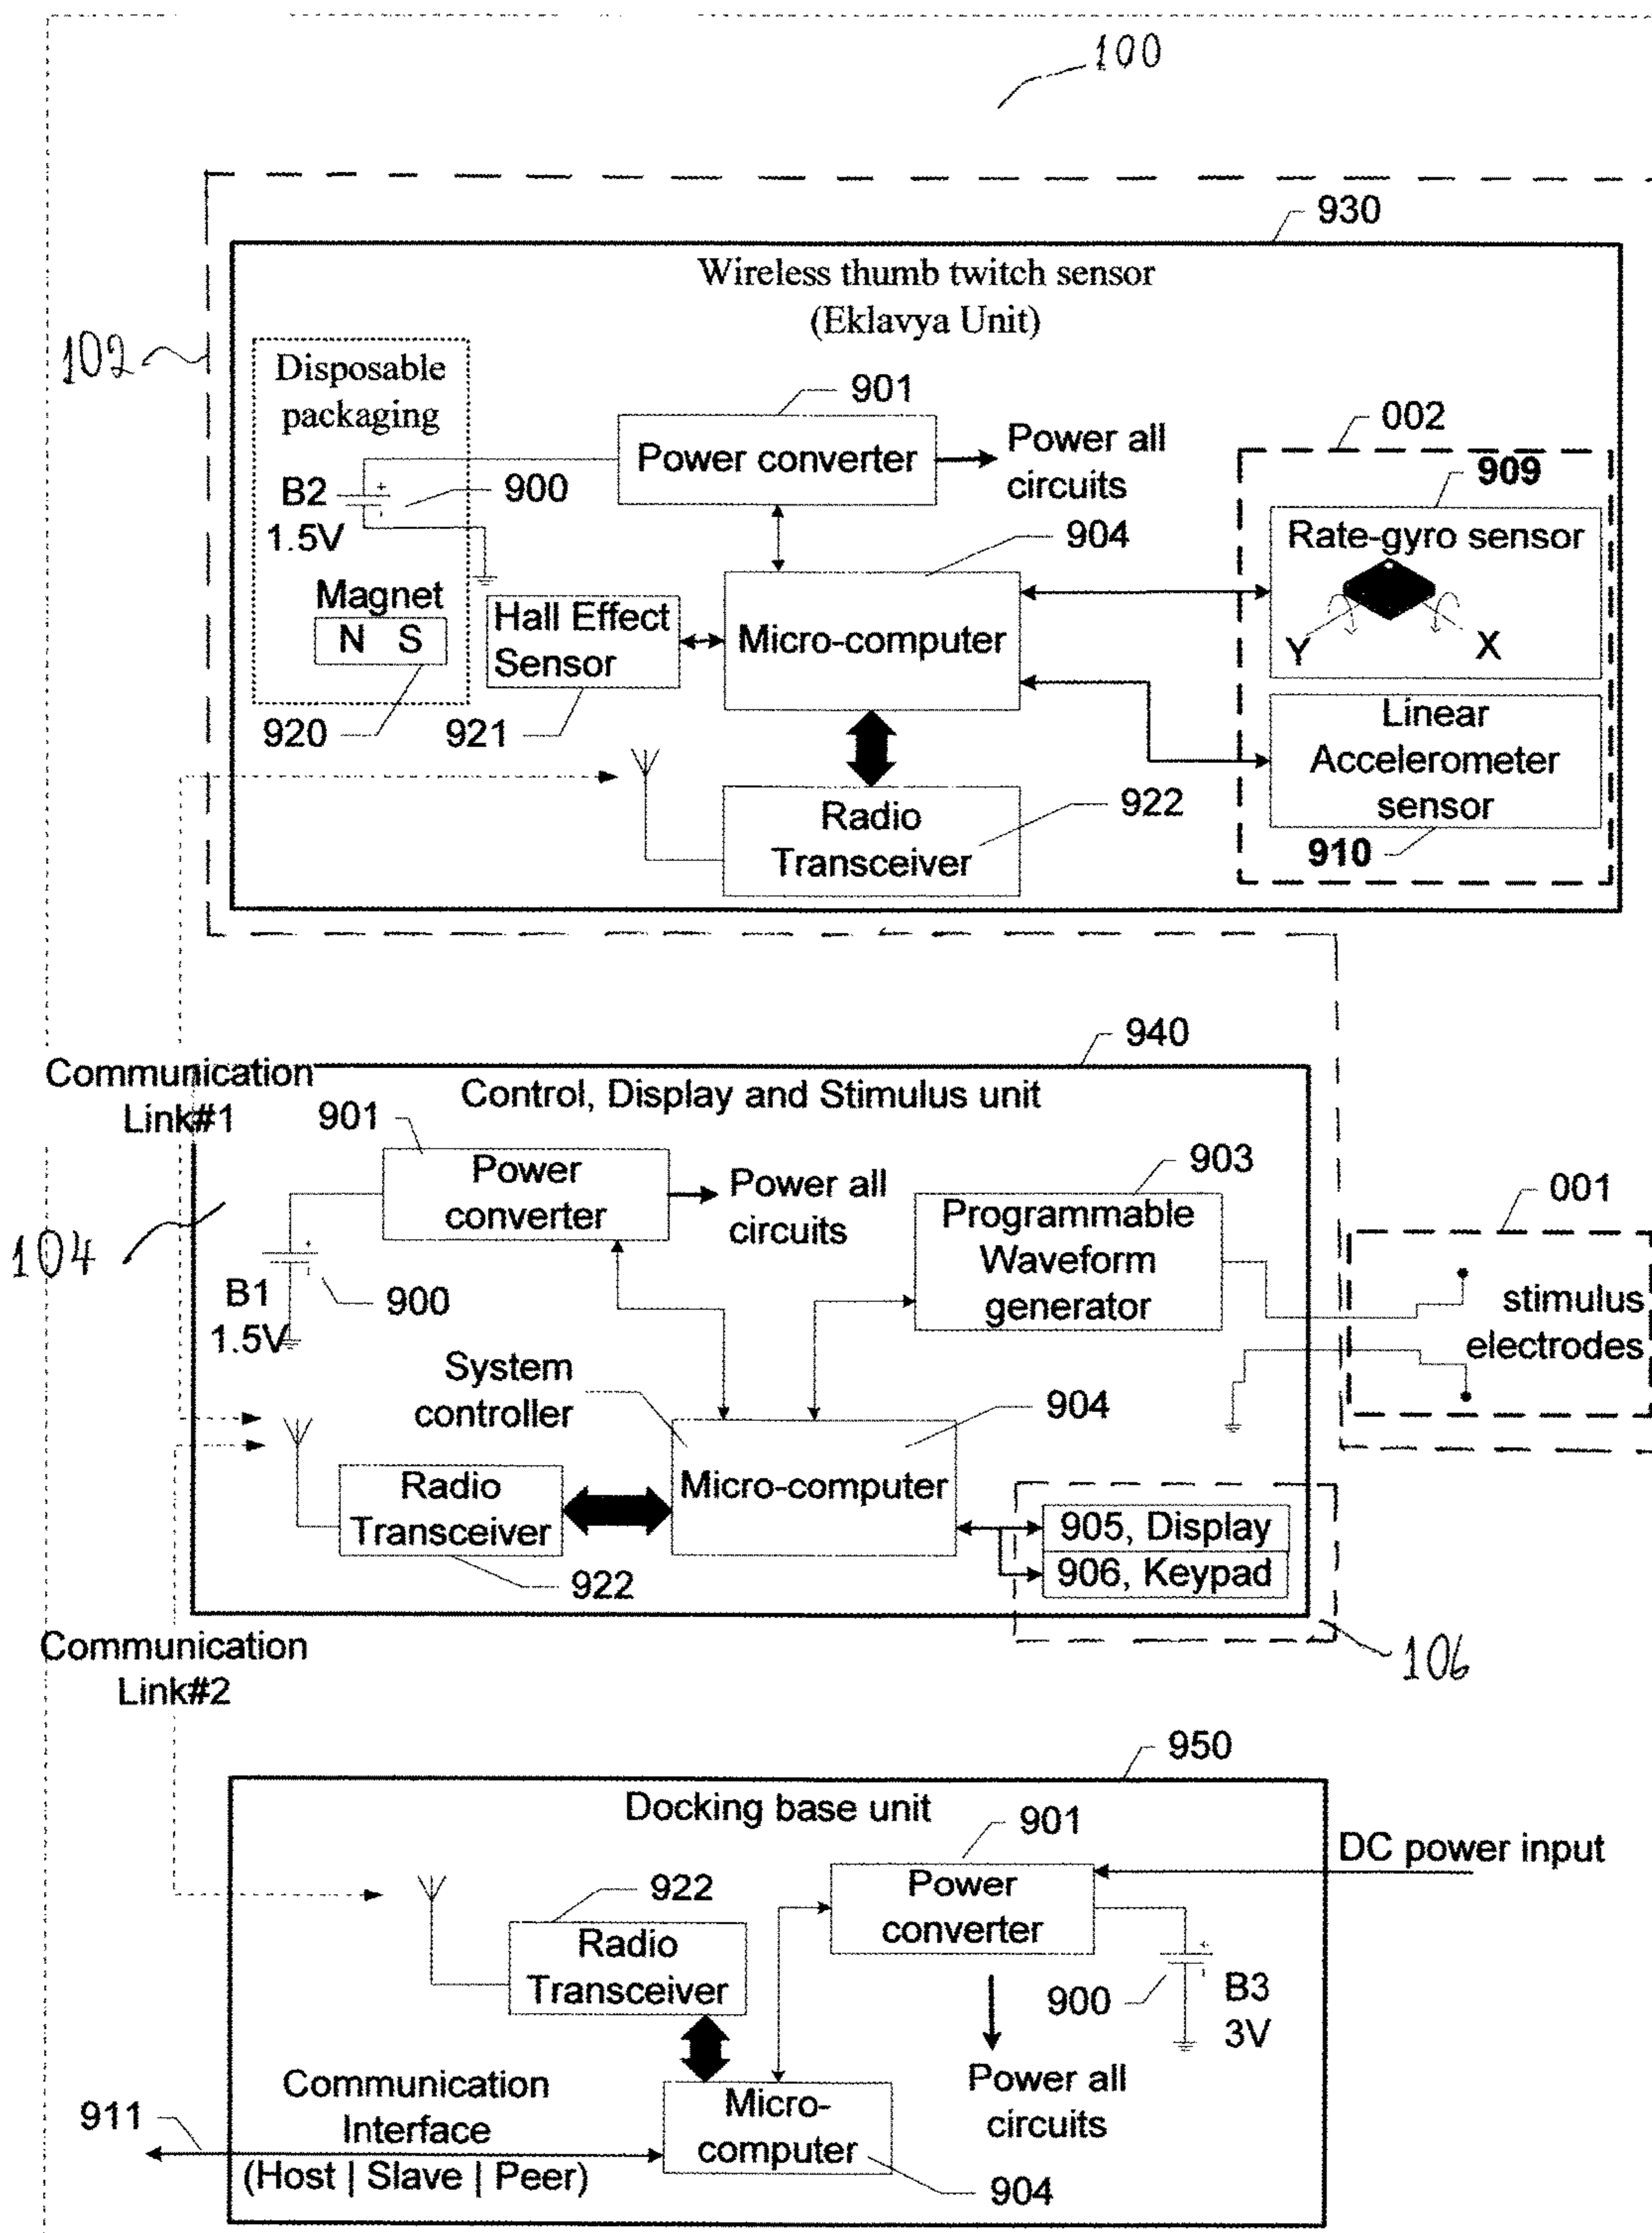 100
930
Wireless thumb twitch sensor
(Eklavya Unit)
102
Disposable
packaging
901
Power converter
Power all
circuits
002
909
Rate-gyro sensor
Y
X
B2
1.5V
+
-
900
904
Magnet
N S
Hall Effect
Sensor
Micro-computer
Linear
Accelerometer
sensor
920
921
Radio
Transceiver
922
910
940
Communication
Link#1
Control, Display and Stimulus unit
901
Power
converter
Power all
circuits
903
Programmable
Waveform
generator
001
stimulus
electrodes
104
+
-
B1
1.5V
900
System
controller
904
Micro-computer
Radio
Transceiver
922
905, Display
906, Keypad
106
Communication
Link#2
950
Docking base unit
901
DC power input
Power
converter
922
Radio
Transceiver
+
-
900
B3
3V
Power all
circuits
Communication
Interface
(Host | Slave | Peer)
911
Micro-
computer
904